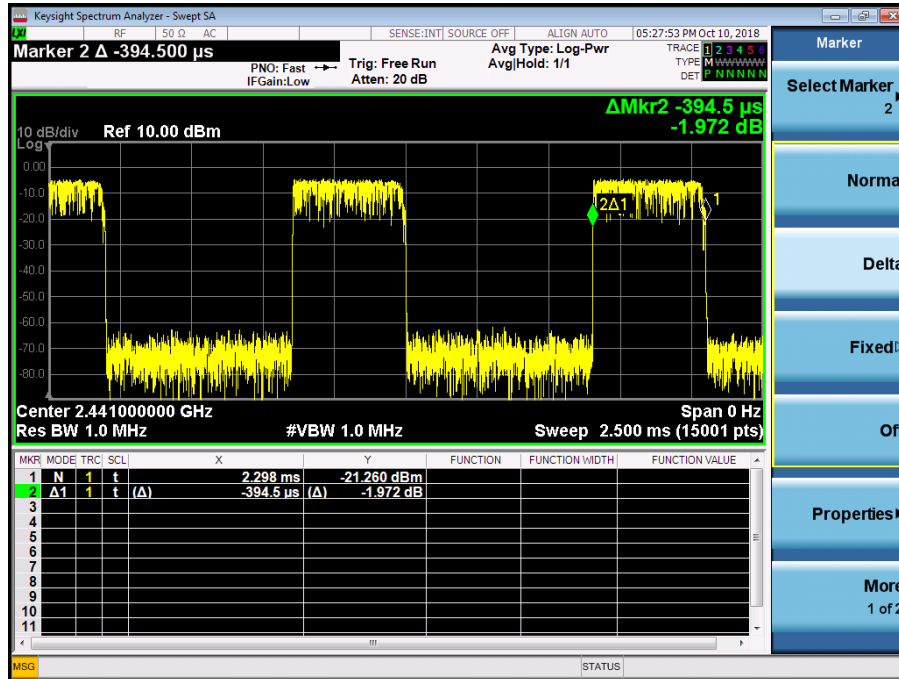 Keysight Spectrum Analyzer - Swept SA
LXI RF 50 Ω AC SENSE:INT SOURCE OFF ALIGN AUTO 05:27:53 PM Oct 10, 2018
Marker 2 Δ -394.500 µs
PNO: Fast
IFGain:Low
Trig: Free Run
Atten: 20 dB
Avg Type: Log-Pwr
Avg|Hold: 1/1
TRACE 1 2 3 4 5 6
TYPE M W W W W W
DET P N N N N N
ΔMkr2 -394.5 µs
-1.972 dB
10 dB/div Ref 10.00 dBm
Log
0.00
-10.0
-20.0
-30.0
-40.0
-50.0
-60.0
-70.0
-80.0
2Δ1
1
Center 2.441000000 GHz Span 0 Hz
Res BW 1.0 MHz #VBW 1.0 MHz Sweep 2.500 ms (15001 pts)
MKR MODE TRC SCL X Y FUNCTION FUNCTION WIDTH FUNCTION VALUE
1 N 1 t 2.298 ms -21.260 dBm
2 Δ1 1 t (Δ) -394.5 µs (Δ) -1.972 dB
3
4
5
6
7
8
9
10
11
MSG STATUS
Marker
Select Marker
2
Norma
Delta
Fixed
Of
Properties
More
1 of 2